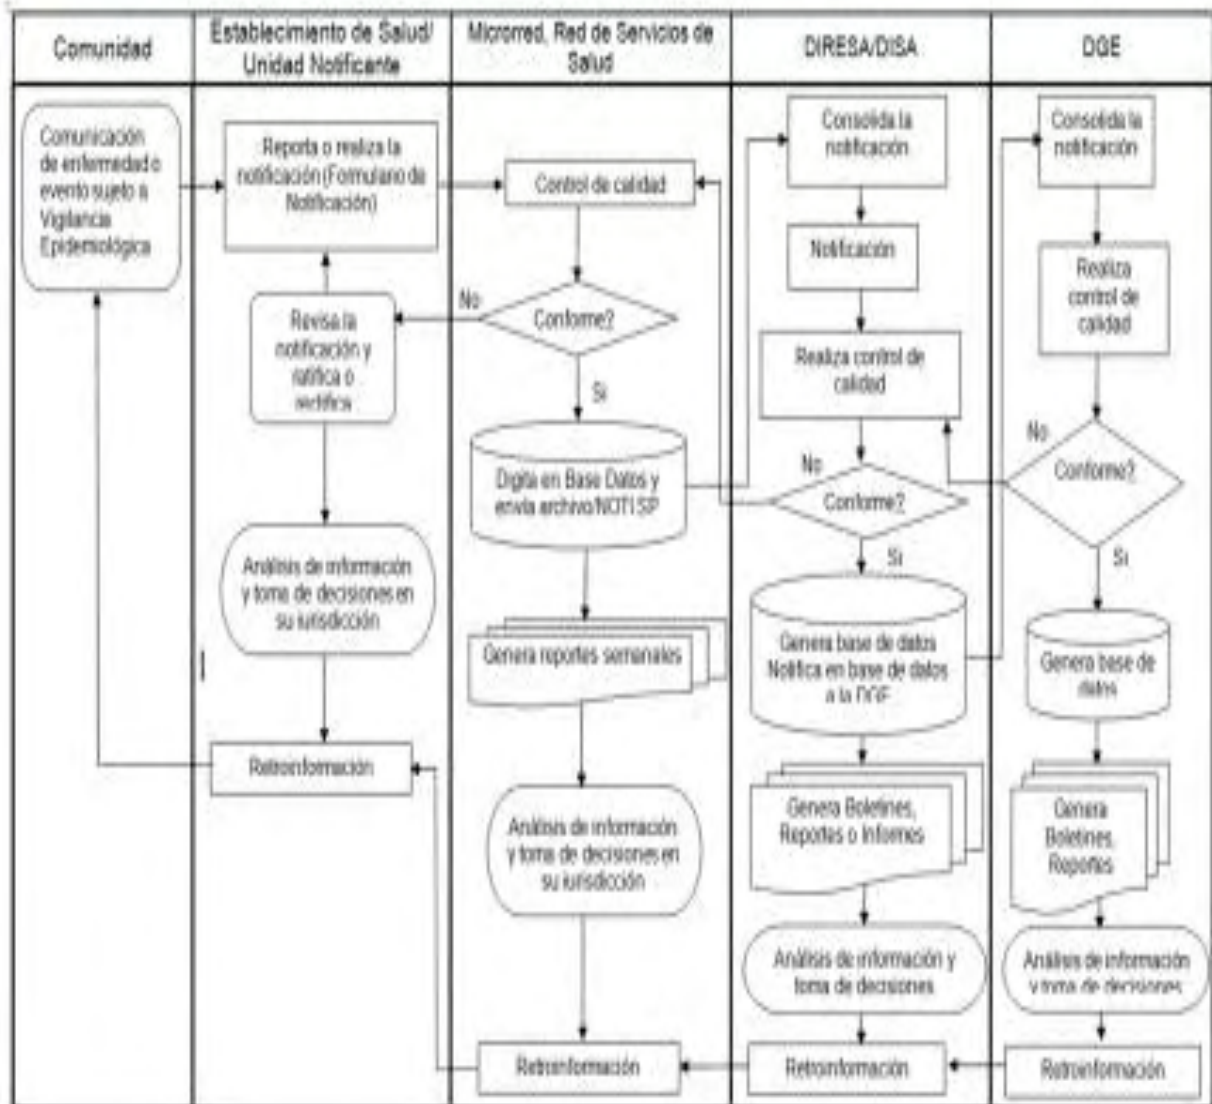 Comunidad
Establecimiento de Salud/
Unidad Notificante
Microrred, Red de Servicios de
Salud
DIRESA/DISA
DGE
Comunicación
de enfermedad o
evento sujeto a
Vigilancia
Epidemiológica
Reporta o realiza la
notificación (Formulario de
Notificación)
Revisa la
notificación y
ratifica o
rectifica
Análisis de información
y toma de decisiones en
su jurisdicción
Retroinformación
Control de calidad
No
Conforme?
Si
Digita en Base Datos y
envía archivo/NOTI SP
Genera reportes semanales
Análisis de información
y toma de decisiones en
su jurisdicción
Retroinformación
Consolida la
notificación
Notificación
Realiza control de
calidad
No
Conforme?
Si
Genera base de datos
Notifica en base de datos
a la DGE
Genera Boletines,
Reportes o Informes
Análisis de información y
toma de decisiones
Retroinformación
Consolida la
notificación
Realiza
control de
calidad
No
Conforme?
Si
Genera base de
datos
Genera
Boletines,
Reportes
Análisis de información
y toma de decisiones
Retroinformación